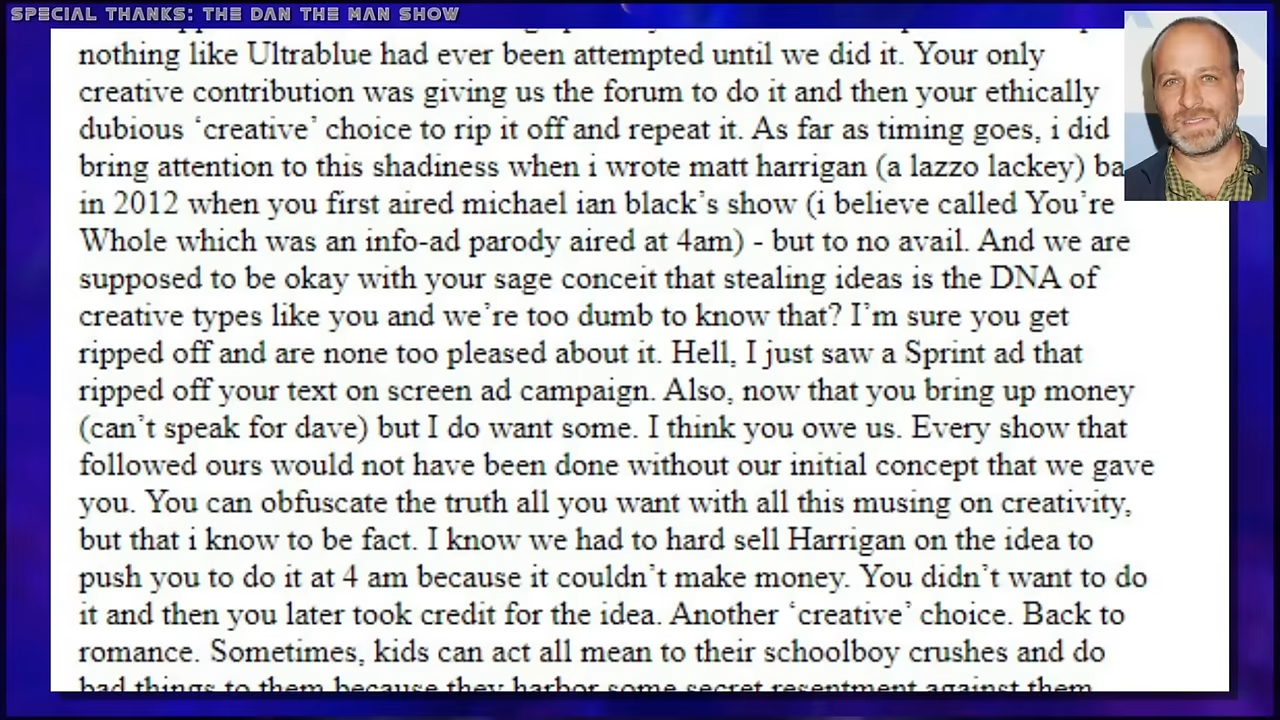 SPECIAL THANKS: THE DAN THE MAN SHOW
nothing like Ultrablue had ever been attempted until we did it. Your only
creative contribution was giving us the forum to do it and then your ethically
dubious ‘creative’ choice to rip it off and repeat it. As far as timing goes, i did
bring attention to this shadiness when i wrote matt harrigan (a lazzo lackey) ba
in 2012 when you first aired michael ian black’s show (i believe called You’re
Whole which was an info-ad parody aired at 4am) - but to no avail. And we are
supposed to be okay with your sage conceit that stealing ideas is the DNA of
creative types like you and we’re too dumb to know that? I’m sure you get
ripped off and are none too pleased about it. Hell, I just saw a Sprint ad that
ripped off your text on screen ad campaign. Also, now that you bring up money
(can’t speak for dave) but I do want some. I think you owe us. Every show that
followed ours would not have been done without our initial concept that we gave
you. You can obfuscate the truth all you want with all this musing on creativity,
but that i know to be fact. I know we had to hard sell Harrigan on the idea to
push you to do it at 4 am because it couldn’t make money. You didn’t want to do
it and then you later took credit for the idea. Another ‘creative’ choice. Back to
romance. Sometimes, kids can act all mean to their schoolboy crushes and do
bad things to them because they harbor some secret resentment against them